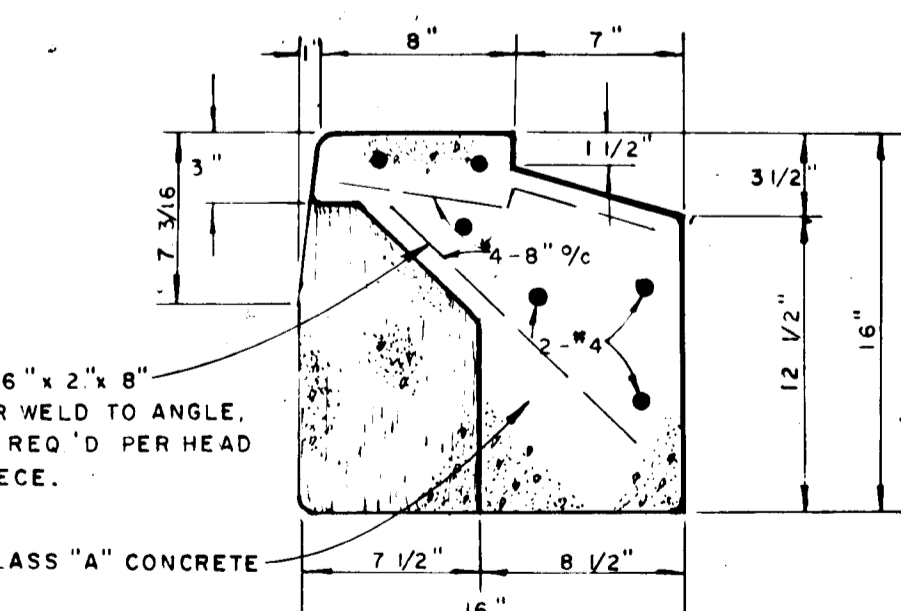 1"
8"
7"
3"
1 1/2"
3 1/2"
7 3/16
#4-8" o/c
12 1/2"
16"
2-#4
6" x 2" x 8"
R WELD TO ANGLE,
REQ'D PER HEAD
ECE.
LASS "A" CONCRETE
7 1/2"
8 1/2"
16"